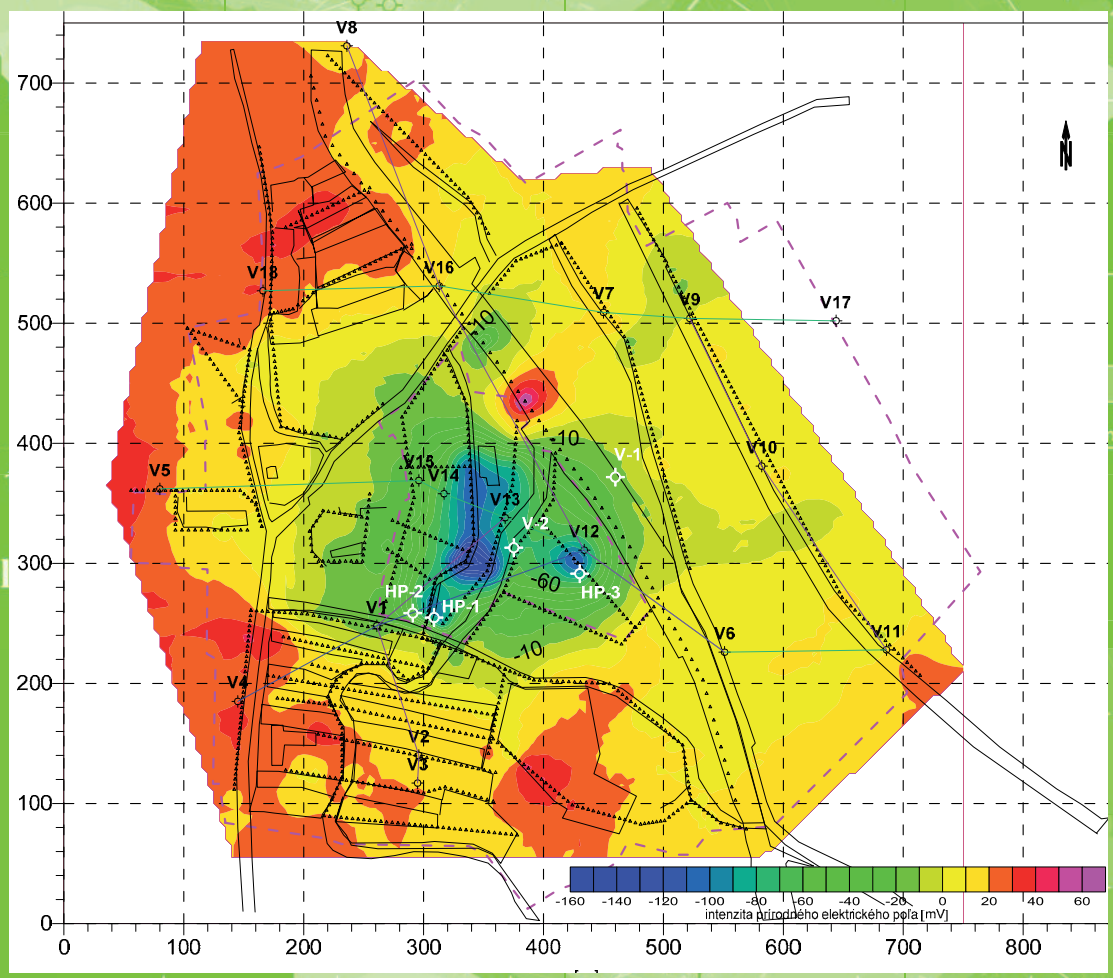 V8
700
N
600
V18
V16
V7
V9
V17
500
-10
400
-10
V-1
V10
V5
V15
V14
V13
V-2
V12
300
-60
HP-2
HP-1
HP-3
V1
V6
V11
-10
200
V4
V2
V3
100
-160 -140 -120 -100 -80 -60 -40 -20 0 20 40 60
intenzita prírodného elektrického poľa [mV]
0
0 100 200 300 400 500 600 700 800